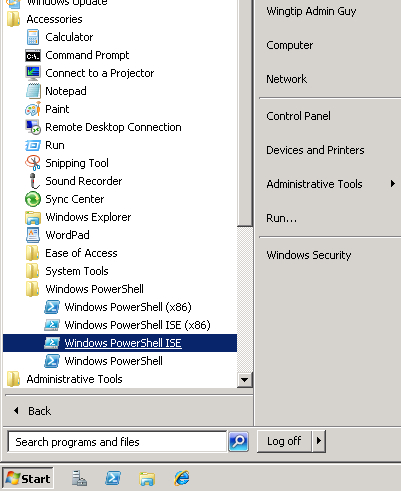 Windows Update
Accessories
Calculator
Command Prompt
Connect to a Projector
Notepad
Paint
Remote Desktop Connection
Run
Snipping Tool
Sound Recorder
Sync Center
Windows Explorer
WordPad
Ease of Access
System Tools
Windows PowerShell
Windows PowerShell (x86)
Windows PowerShell ISE (x86)
Windows PowerShell ISE
Windows PowerShell
Administrative Tools
Back
Search programs and files
Wingtip Admin Guy
Computer
Network
Control Panel
Devices and Printers
Administrative Tools
Run...
Windows Security
Log off
Start